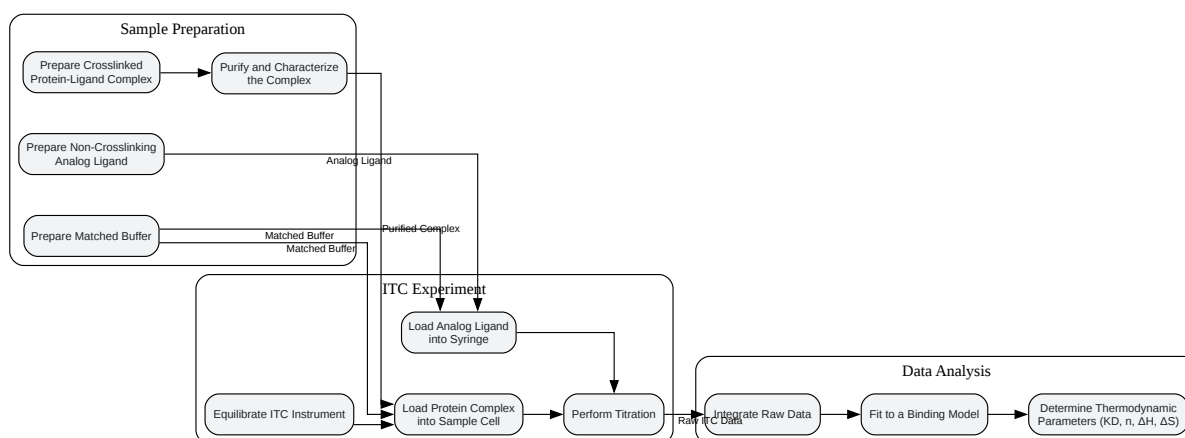 Sample Preparation
Prepare Crosslinked
Protein-Ligand Complex
Purify and Characterize
the Complex
Prepare Non-Crosslinking
Analog Ligand
Analog Ligand
Prepare Matched Buffer
Purified Complex
Matched Buffer
Matched Buffer
ITC Experiment
Load Analog Ligand
into Syringe
Equilibrate ITC Instrument
Load Protein Complex
into Sample Cell
Perform Titration
Raw ITC Data
Data Analysis
Integrate Raw Data
Fit to a Binding Model
Determine Thermodynamic
Parameters (KD, n, ΔH, ΔS)